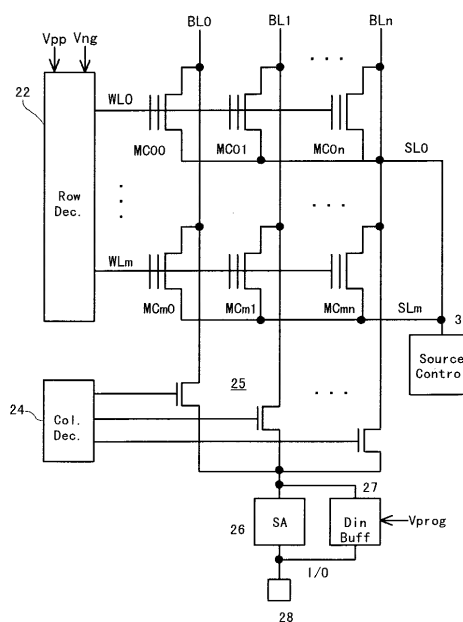 BL0 BL1 BLn
Vpp Vng
22
WL0
MC00 MC01 MC0n SL0
Row
Dec.
WLm
MCm0 MCm1 MCmn SLm
3
Source
Control
24
Col.
Dec.
25
27
26
SA
Din
Buff
Vprog
I/O
28